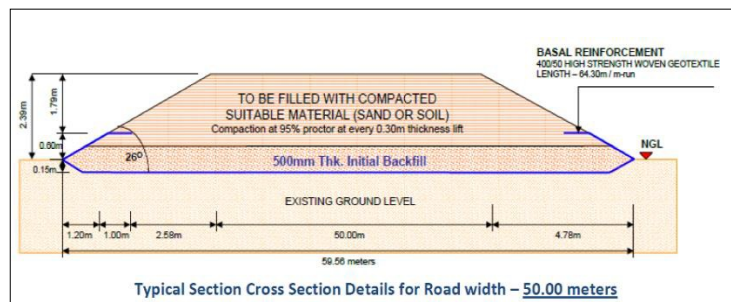 BASAL REINFORCEMENT
400/50 HIGH STRENGTH WOVEN GEOTEXTILE
LENGTH – 64.30m / m-run
TO BE FILLED WITH COMPACTED
SUITABLE MATERIAL (SAND OR SOIL)
Compaction at 95% proctor at every 0.30m thickness lift
2.39m
1.79m
0.60m
0.15m
26°
500mm Thk. Initial Backfill
NGL
EXISTING GROUND LEVEL
1.20m
1.00m
2.58m
50.00m
4.78m
59.56 meters
Typical Section Cross Section Details for Road width – 50.00 meters